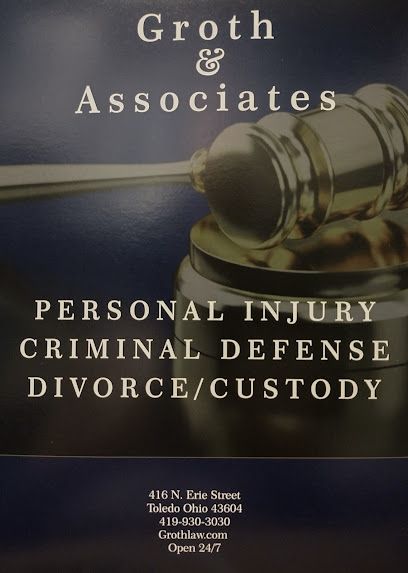 Groth
&
Associates
PERSONAL INJURY
CRIMINAL DEFENSE
DIVORCE/CUSTODY
416 N. Erie Street
Toledo Ohio 43604
419-930-3030
Grothlaw.com
Open 24/7